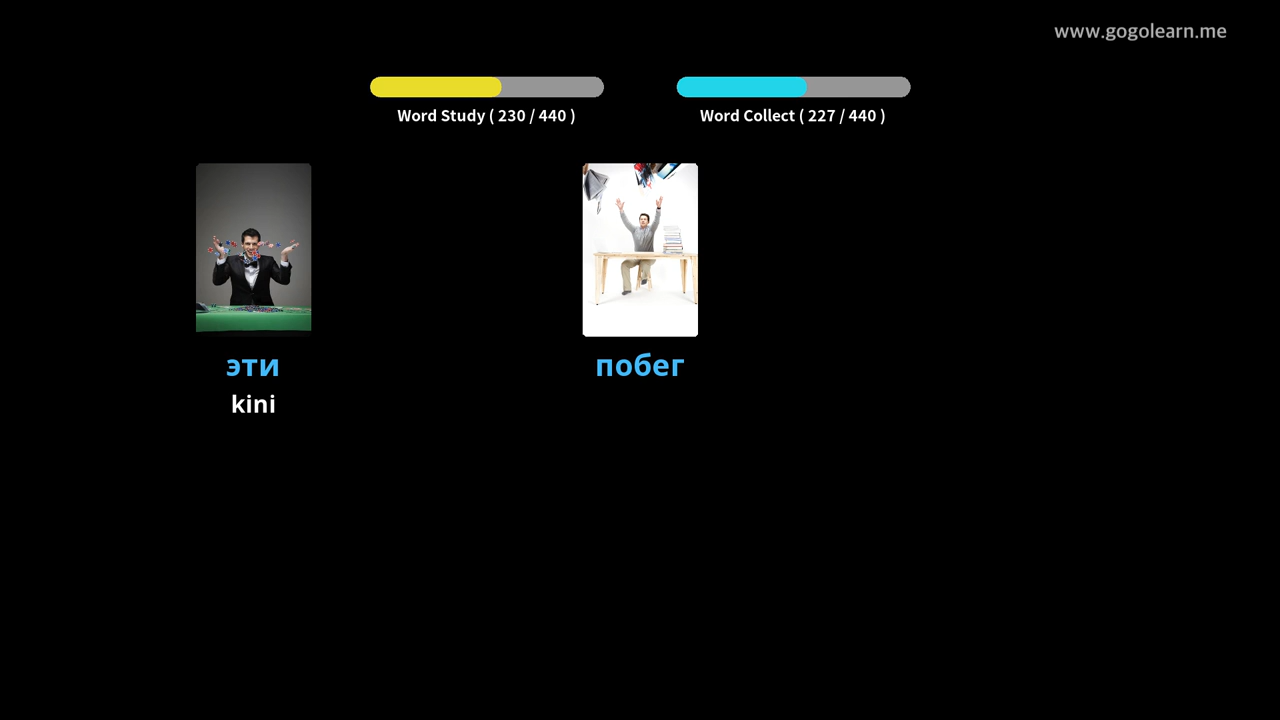 www.gogolearn.me
Word Study ( 230 / 440 )
Word Collect ( 227 / 440 )
эти
побег
kini